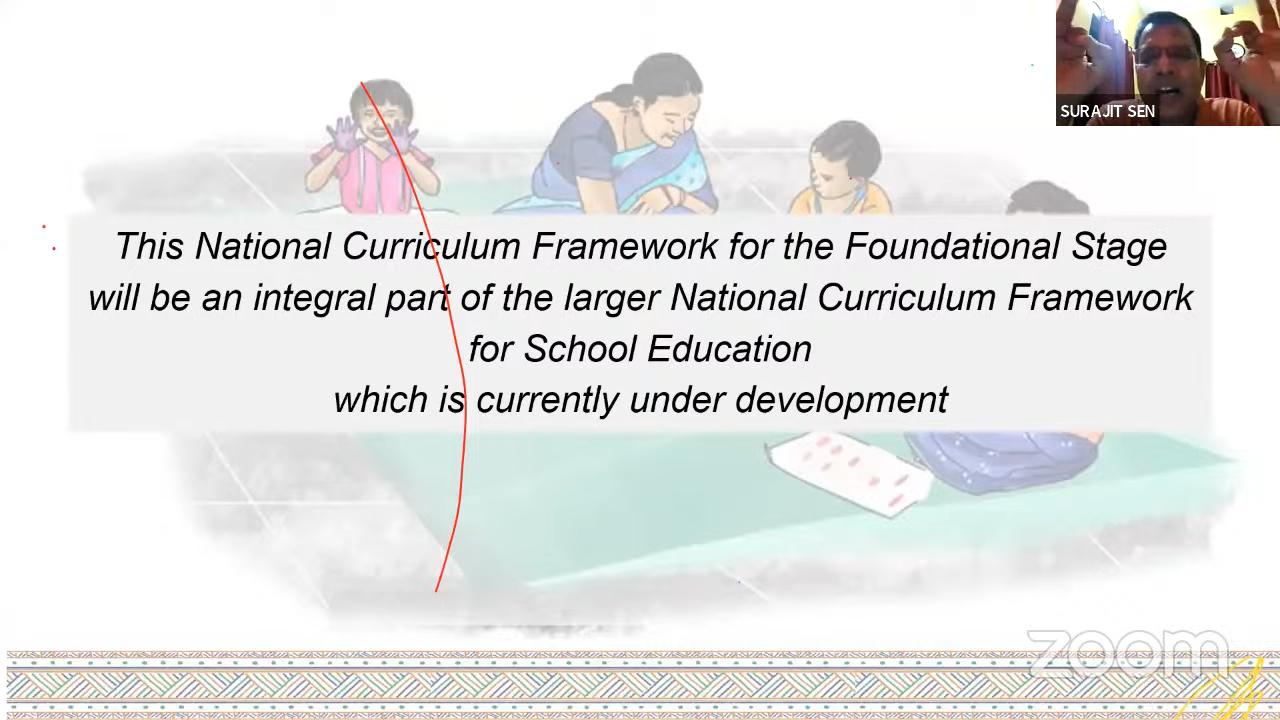 SURAJIT SEN
This National Curriculum Framework for the Foundational Stage
will be an integral part of the larger National Curriculum Framework
for School Education
which is currently under development
zoom